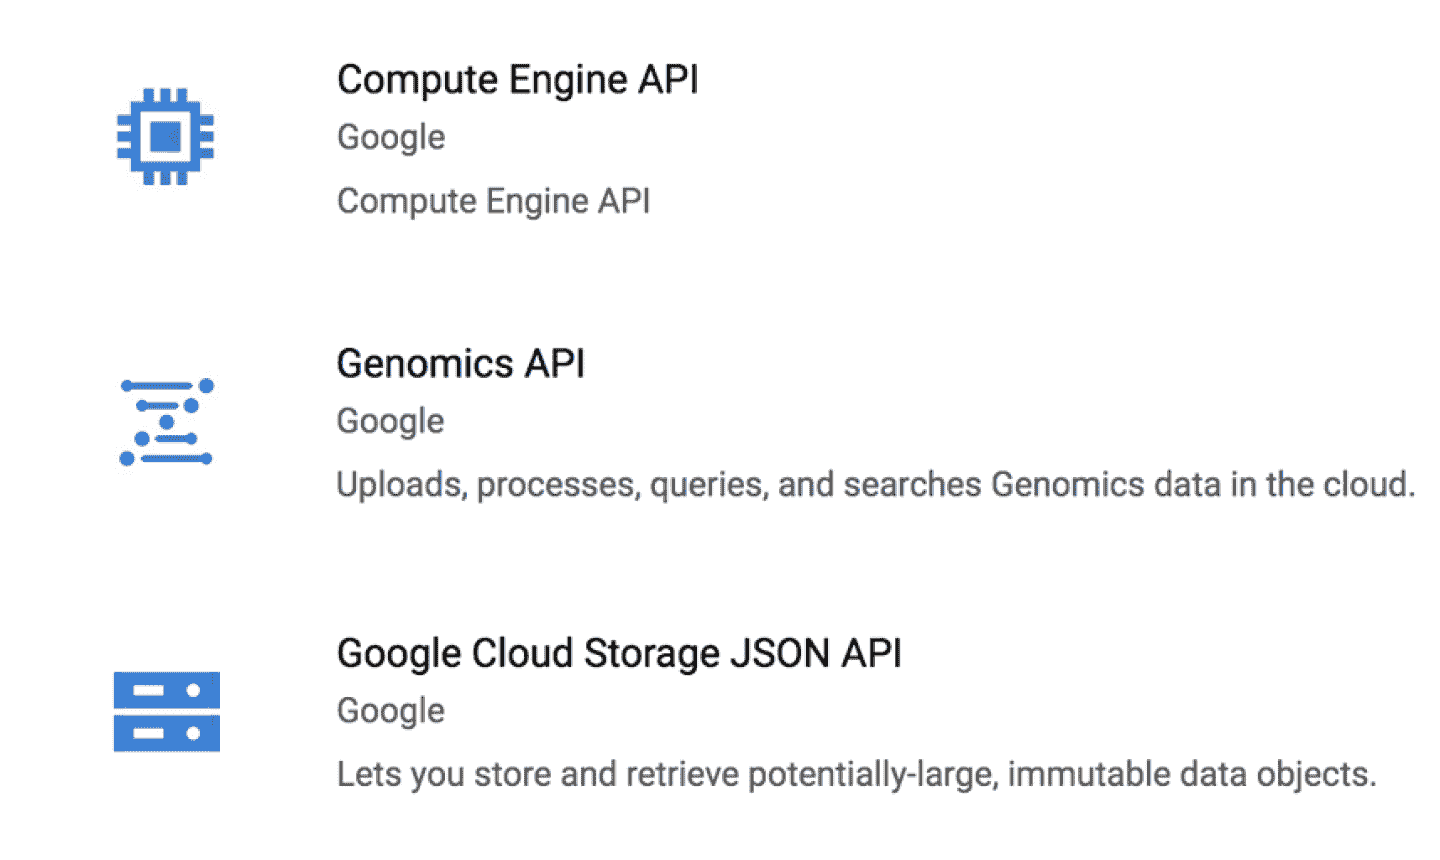 Compute Engine API
Google
Compute Engine API
Genomics API
Google
Uploads, processes, queries, and searches Genomics data in the cloud.
Google Cloud Storage JSON API
Google
Lets you store and retrieve potentially-large, immutable data objects.